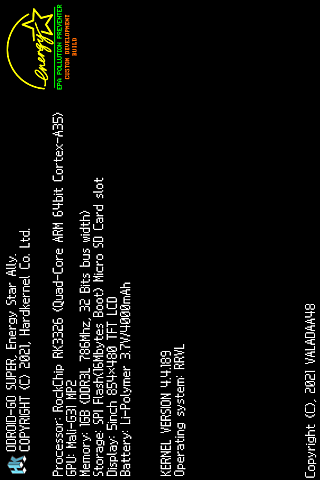 ODROID-GO SUPER, Energy Star Ally.
COPYRIGHT (C) 2021, Hardkernel Co. Ltd.
energy
EPA POLLUTION PREVENTER
CUSTOM DEVELOPMENT
BUILD
Processor: RockChip RK3326 (Quad-Core ARM 64bit Cortex-A35)
GPU: Mali-G31 MP2
Memory: 1GB (DDR3L 786Mhz, 32 Bits bus width)
Storage: SPI Flash(16Mbytes Boot) Micro SD Card slot
Display: 5inch 854x480 TFT LCD
Battery: Li-Polymer 3.7V/4000mAh
KERNEL VERSION 4.4.189
Operating system: RRVL
Copyright (C), 2021 VALADAA48